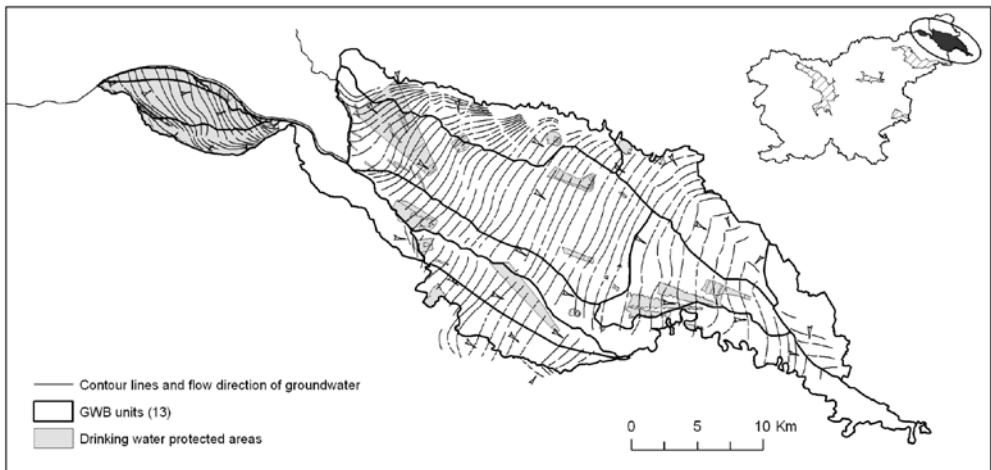 Contour lines and flow direction of groundwater
GWB units (13)
Drinking water protected areas
0 5 10 Km